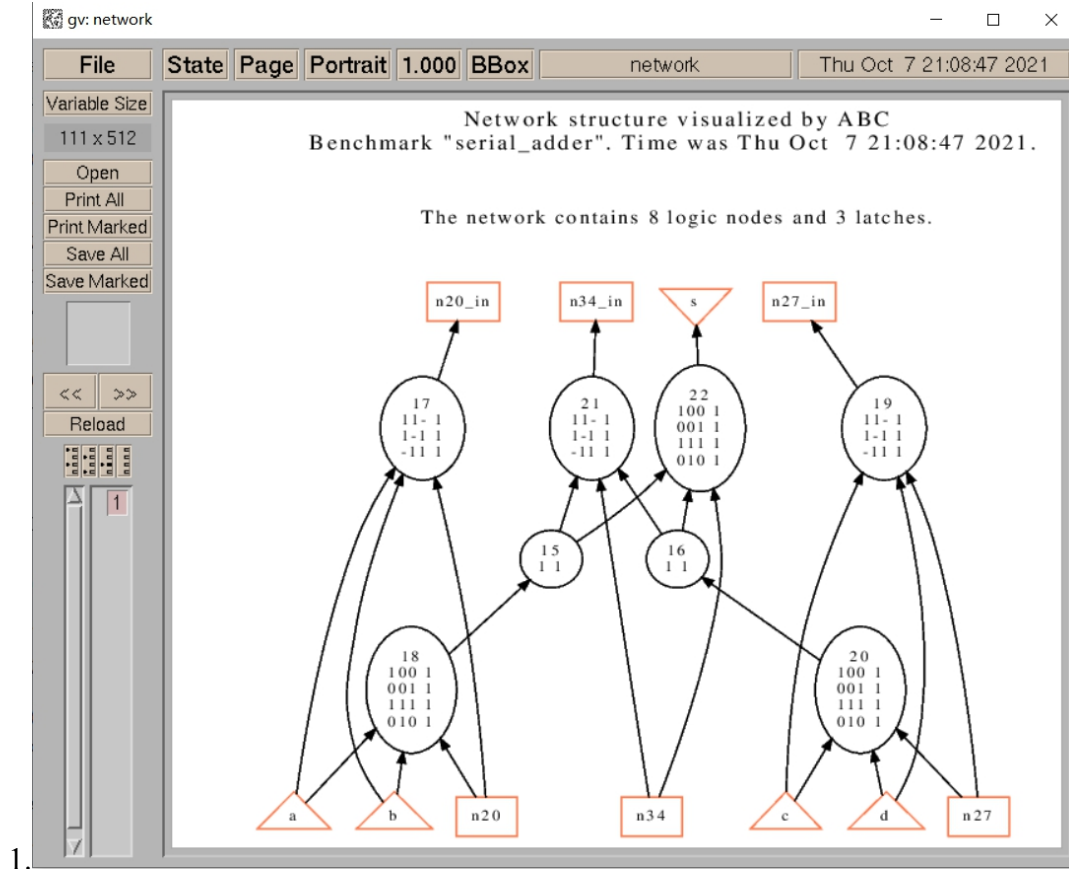 gv: network
File State Page Portrait 1.000 BBox network Thu Oct 7 21:08:47 2021
Variable Size
111 x 512
Open
Print All
Print Marked
Save All
Save Marked
<< >>
Reload
1
Network structure visualized by ABC
Benchmark "serial_adder". Time was Thu Oct 7 21:08:47 2021.
The network contains 8 logic nodes and 3 latches.
n20_in n34_in s n27_in
17
11- 1
1-1 1
-11 1
21
11- 1
1-1 1
-11 1
22
100 1
001 1
111 1
010 1
19
11- 1
1-1 1
-11 1
15
1 1
16
1 1
18
100 1
001 1
111 1
010 1
20
100 1
001 1
111 1
010 1
a b n20 n34 c d n27
1.